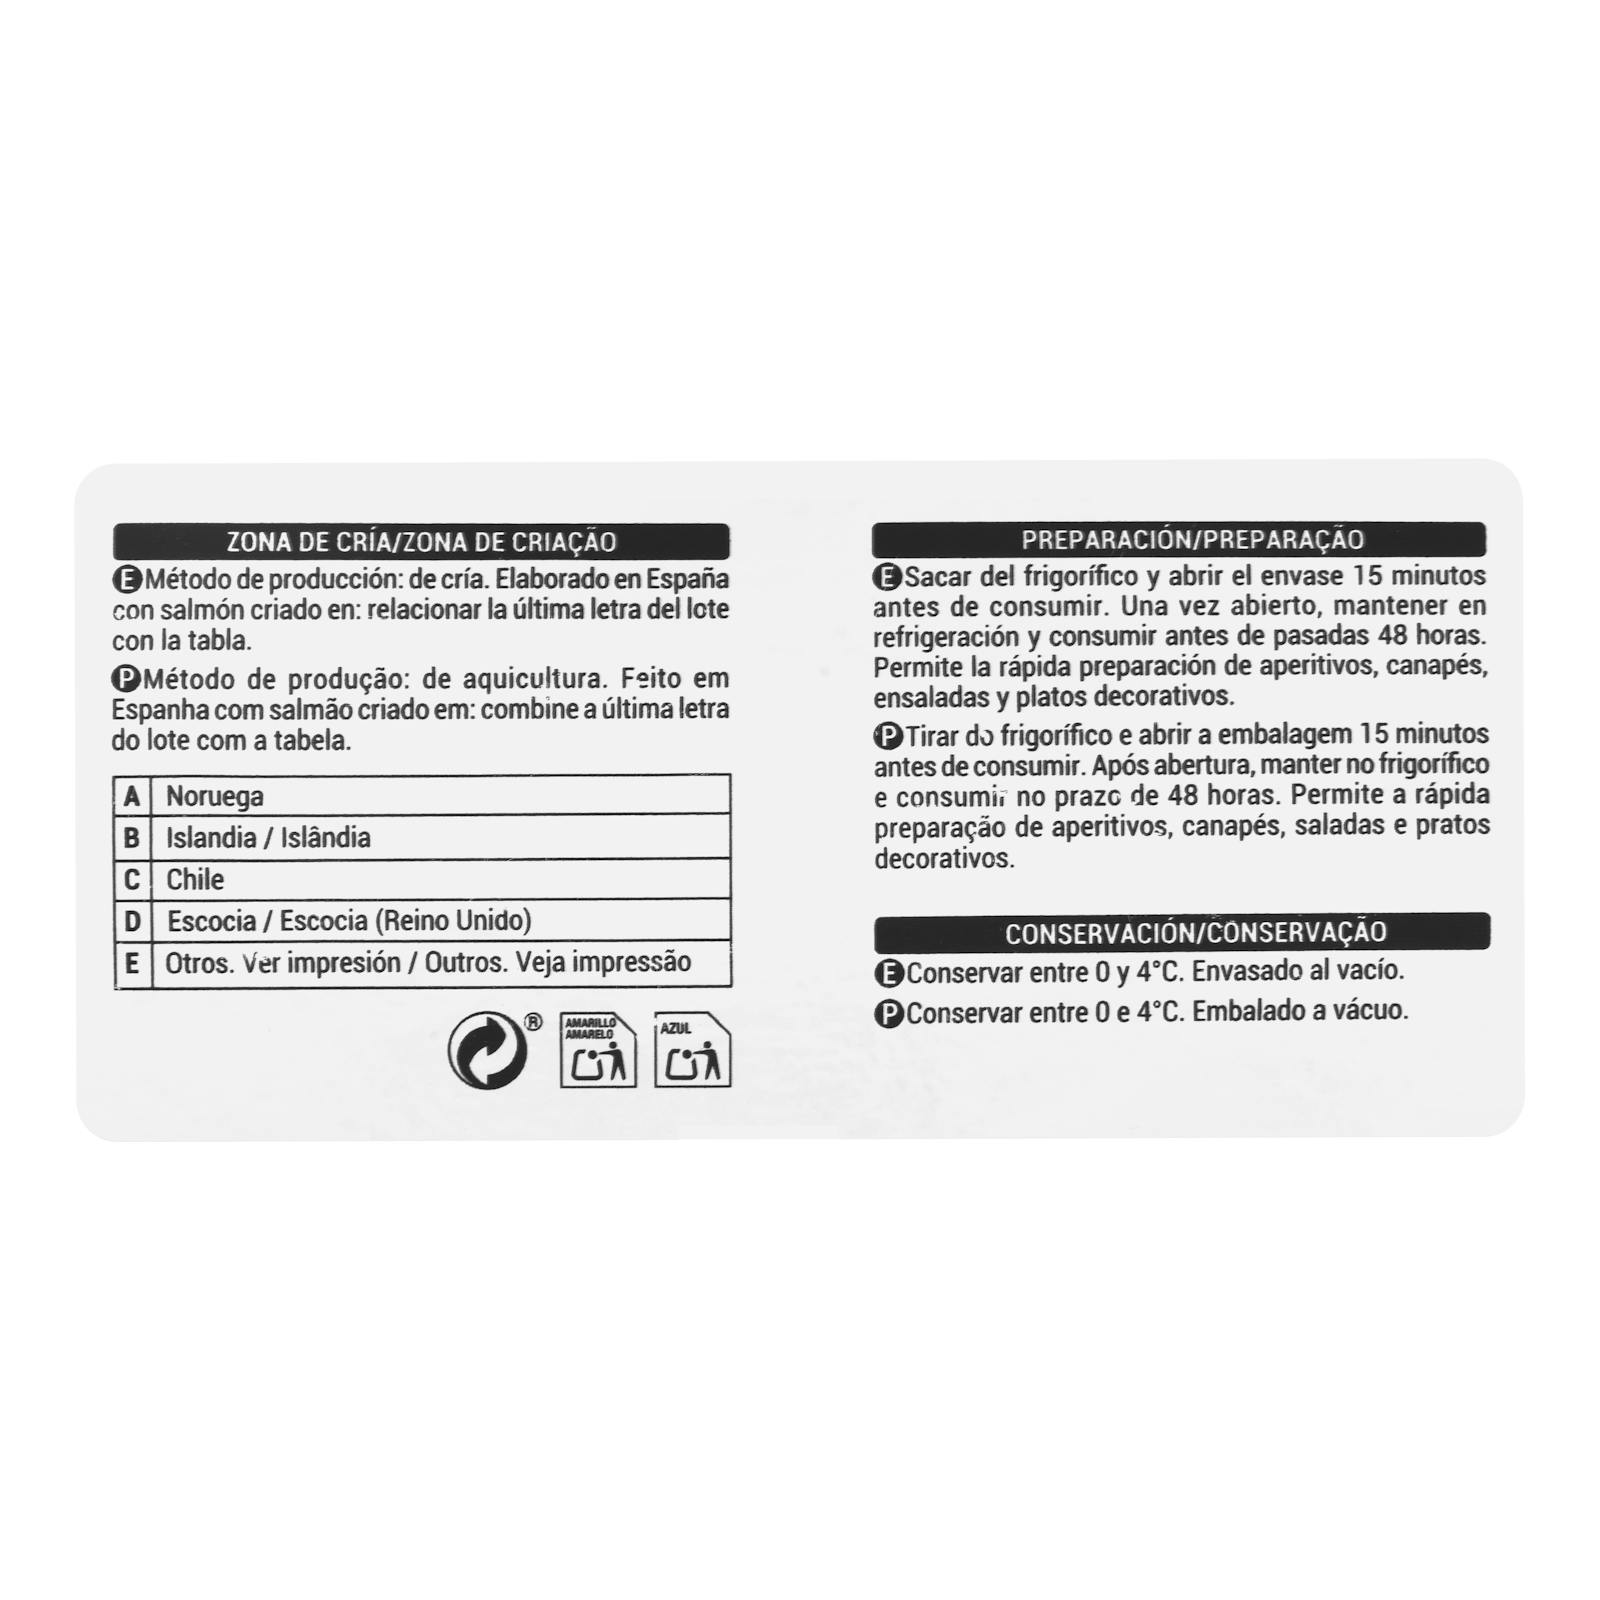 ZONA DE CRÍA/ZONA DE CRIAÇÃO
E Método de producción: de cría. Elaborado en España
con salmón criado en: relacionar la última letra del lote
con la tabla.
P Método de produção: de aquicultura. Feito em
Espanha com salmão criado em: combine a última letra
do lote com a tabela.
A Noruega
B Islandia / Islândia
C Chile
D Escocia / Escocia (Reino Unido)
E Otros. Ver impresión / Outros. Veja impressão
®
AMARILLO
AMARELO
AZUL
PREPARACIÓN/PREPARAÇÃO
E Sacar del frigorífico y abrir el envase 15 minutos
antes de consumir. Una vez abierto, mantener en
refrigeración y consumir antes de pasadas 48 horas.
Permite la rápida preparación de aperitivos, canapés,
ensaladas y platos decorativos.
P Tirar do frigorífico e abrir a embalagem 15 minutos
antes de consumir. Após abertura, manter no frigorífico
e consumir no prazo de 48 horas. Permite a rápida
preparação de aperitivos, canapés, saladas e pratos
decorativos.
CONSERVACIÓN/CONSERVAÇÃO
E Conservar entre 0 y 4°C. Envasado al vacío.
P Conservar entre 0 e 4°C. Embalado a vácuo.